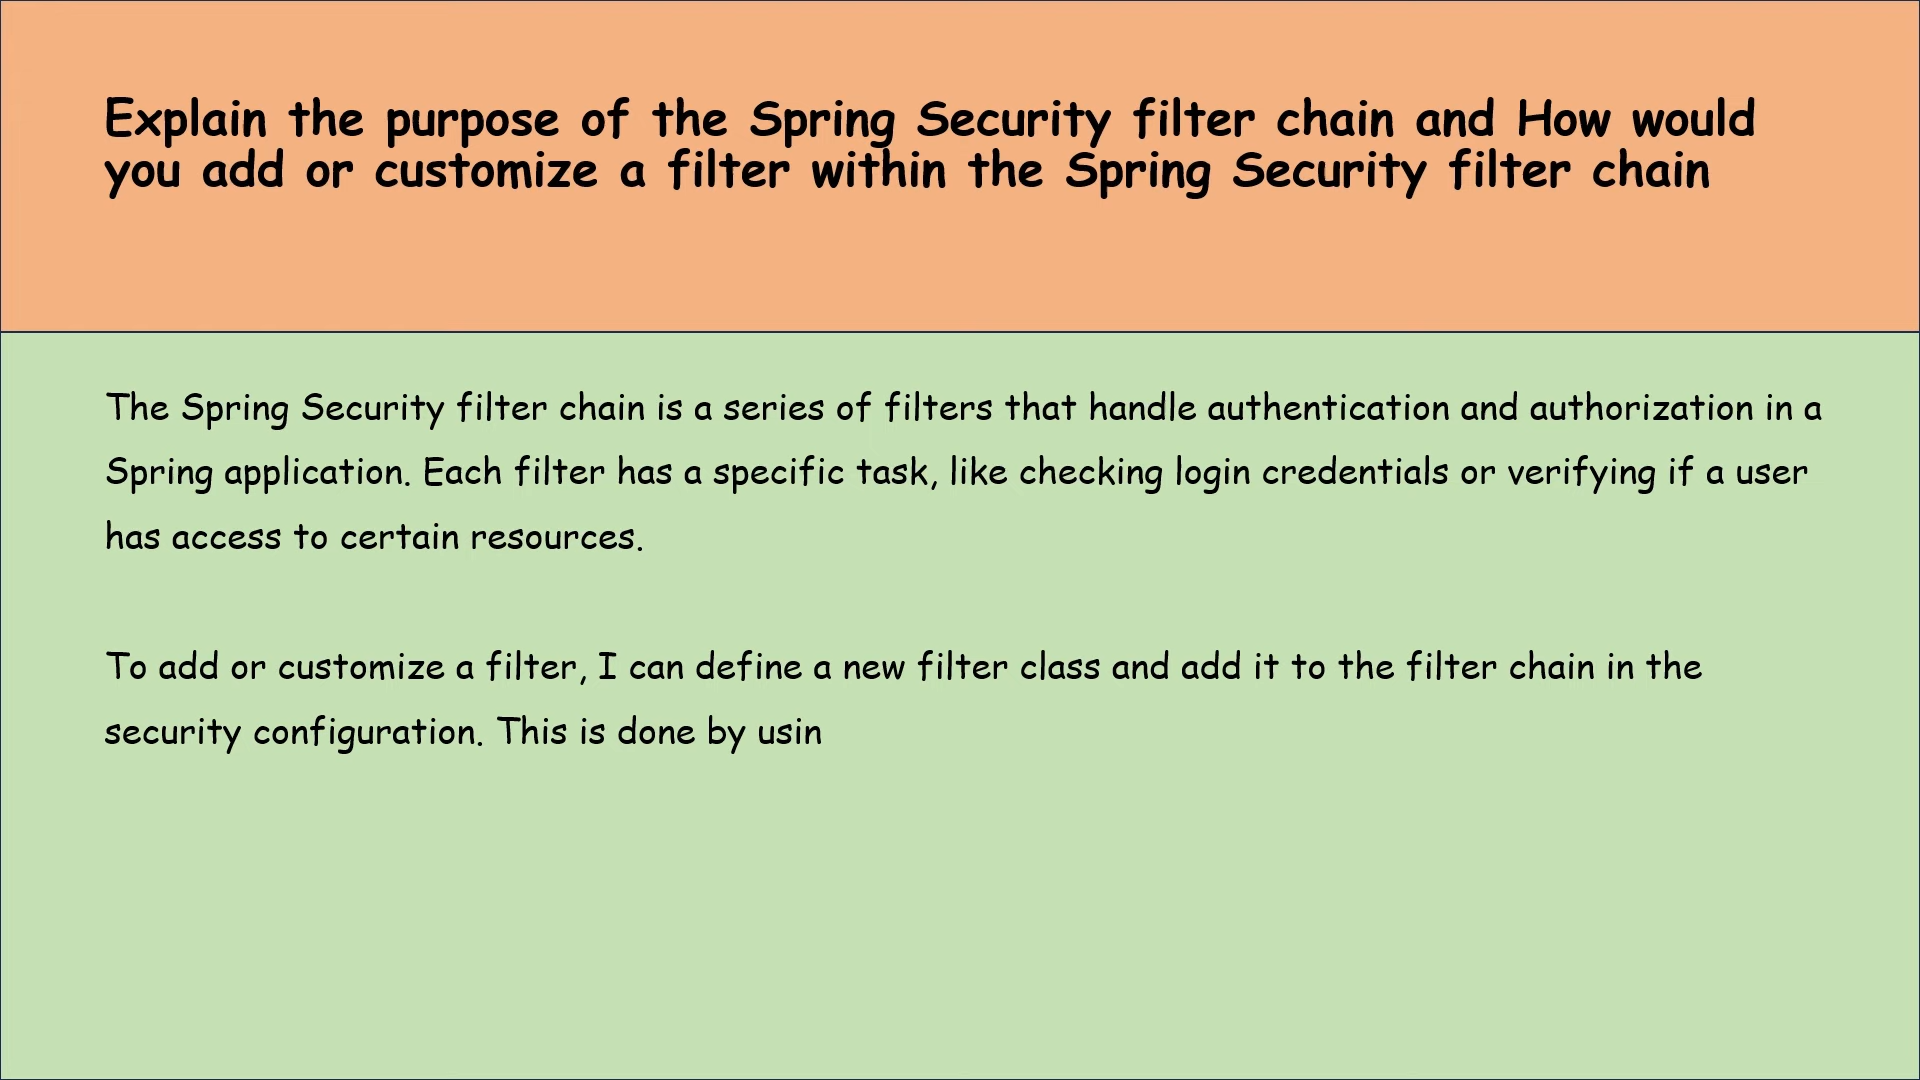 Explain the purpose of the Spring Security filter chain and How would
you add or customize a filter within the Spring Security filter chain
The Spring Security filter chain is a series of filters that handle authentication and authorization in a
Spring application. Each filter has a specific task, like checking login credentials or verifying if a user
has access to certain resources.
To add or customize a filter, I can define a new filter class and add it to the filter chain in the
security configuration. This is done by usin